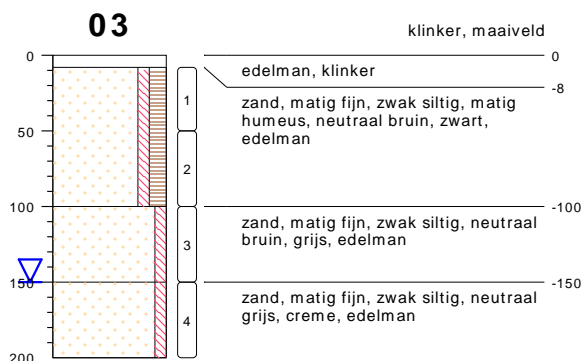 03
klinker, maaiveld
0
0
edelman, klinker
-8
1
zand, matig fijn, zwak siltig, matig
humeus, neutraal bruin, zwart,
edelman
50
2
100
-100
zand, matig fijn, zwak siltig, neutraal
bruin, grijs, edelman
3
150
-150
zand, matig fijn, zwak siltig, neutraal
grijs, creme, edelman
4
200